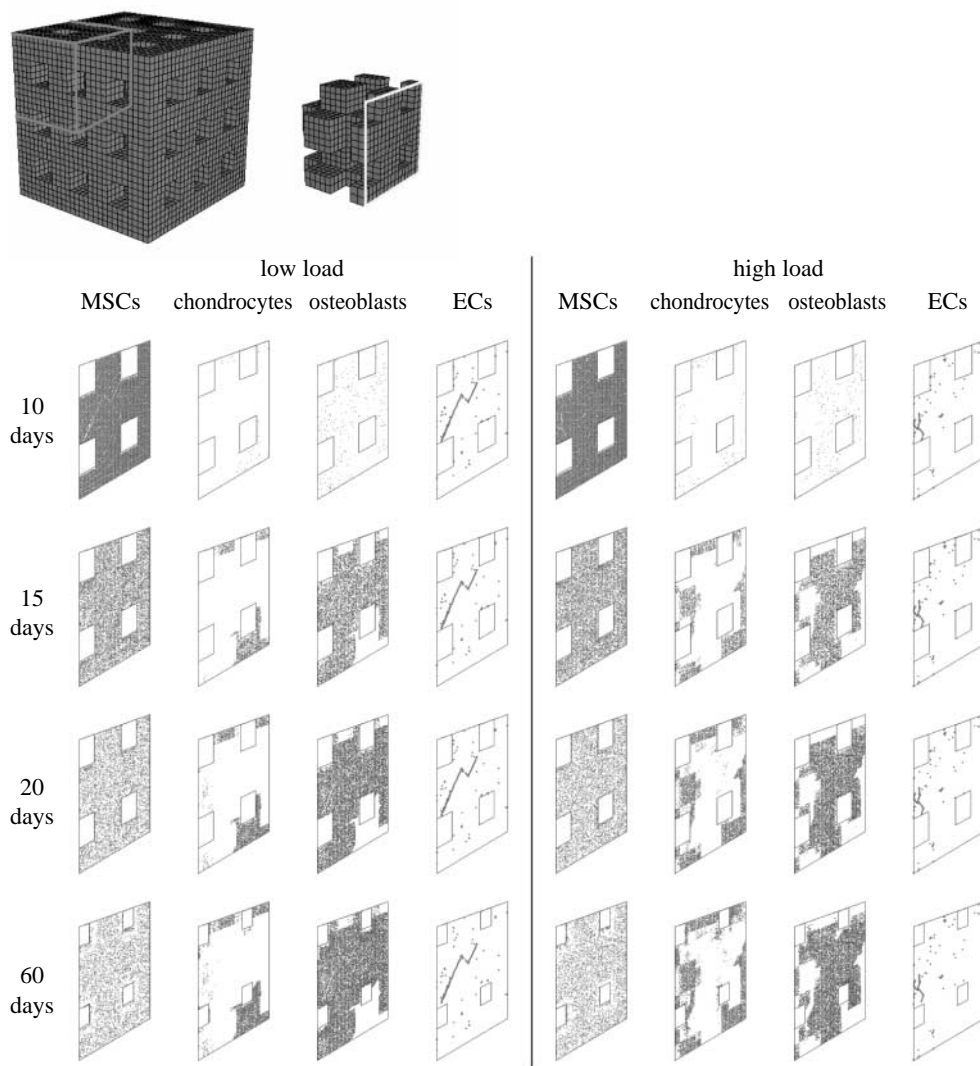 low load
high load
MSCs chondrocytes osteoblasts ECs MSCs chondrocytes osteoblasts ECs
10
days
15
days
20
days
60
days